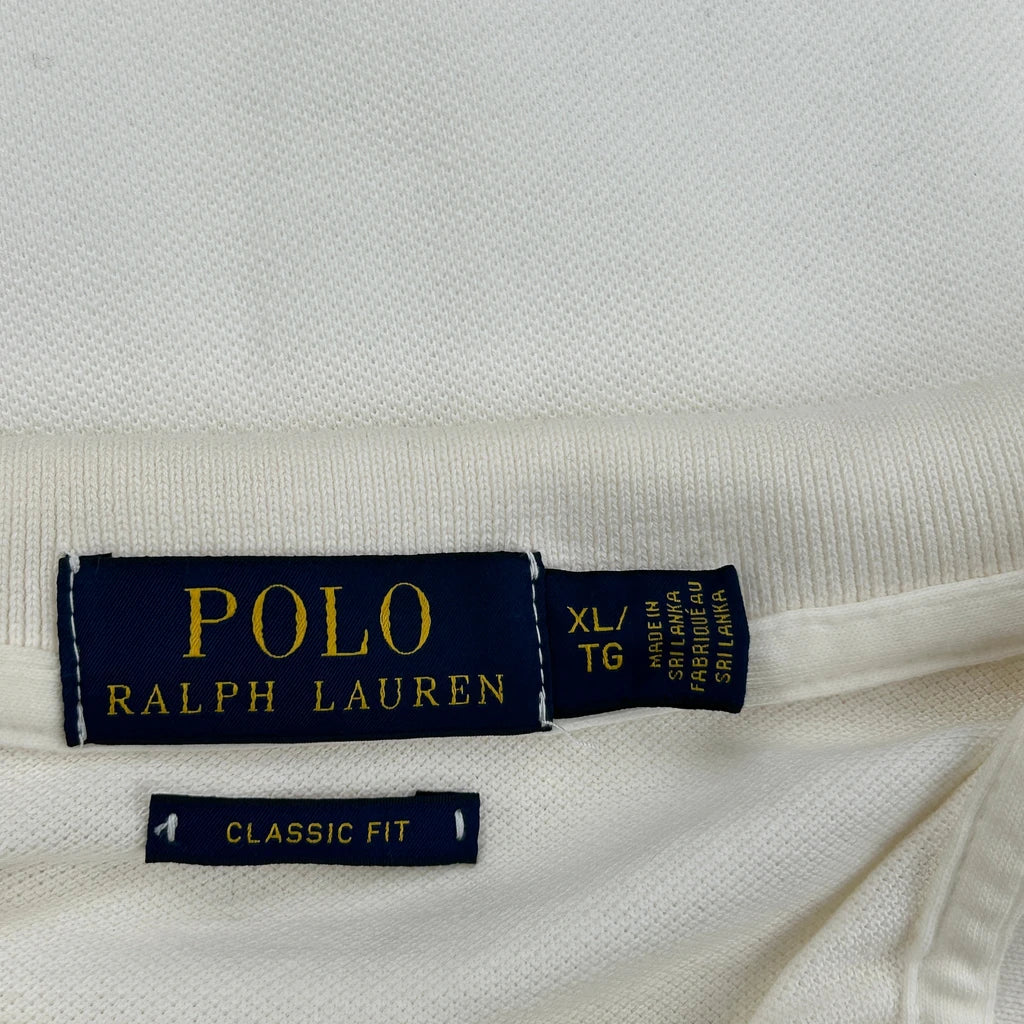 POLO
RALPH LAUREN
XL/
TG
MADE IN
SRI LANKA
FABRIQUÉ AU
SRI LANKA
CLASSIC FIT